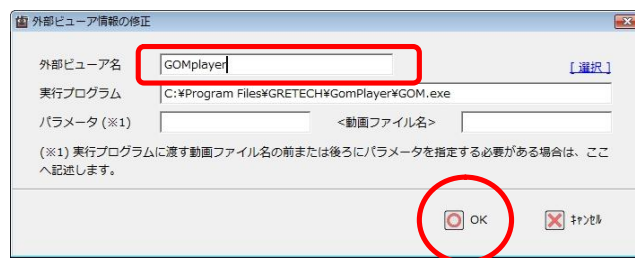 外部ビューア情報の修正
外部ビューア名 GOMplayer [ 選択 ]
実行プログラム C:¥Program Files¥GRETECH¥GomPlayer¥GOM.exe
パラメータ (※1) <動画ファイル名>
(※1) 実行プログラムに渡す動画ファイル名の前または後ろにパラメータを指定する必要がある場合は、ここ
へ記述します。
OK ｷｬﾝｾﾙ